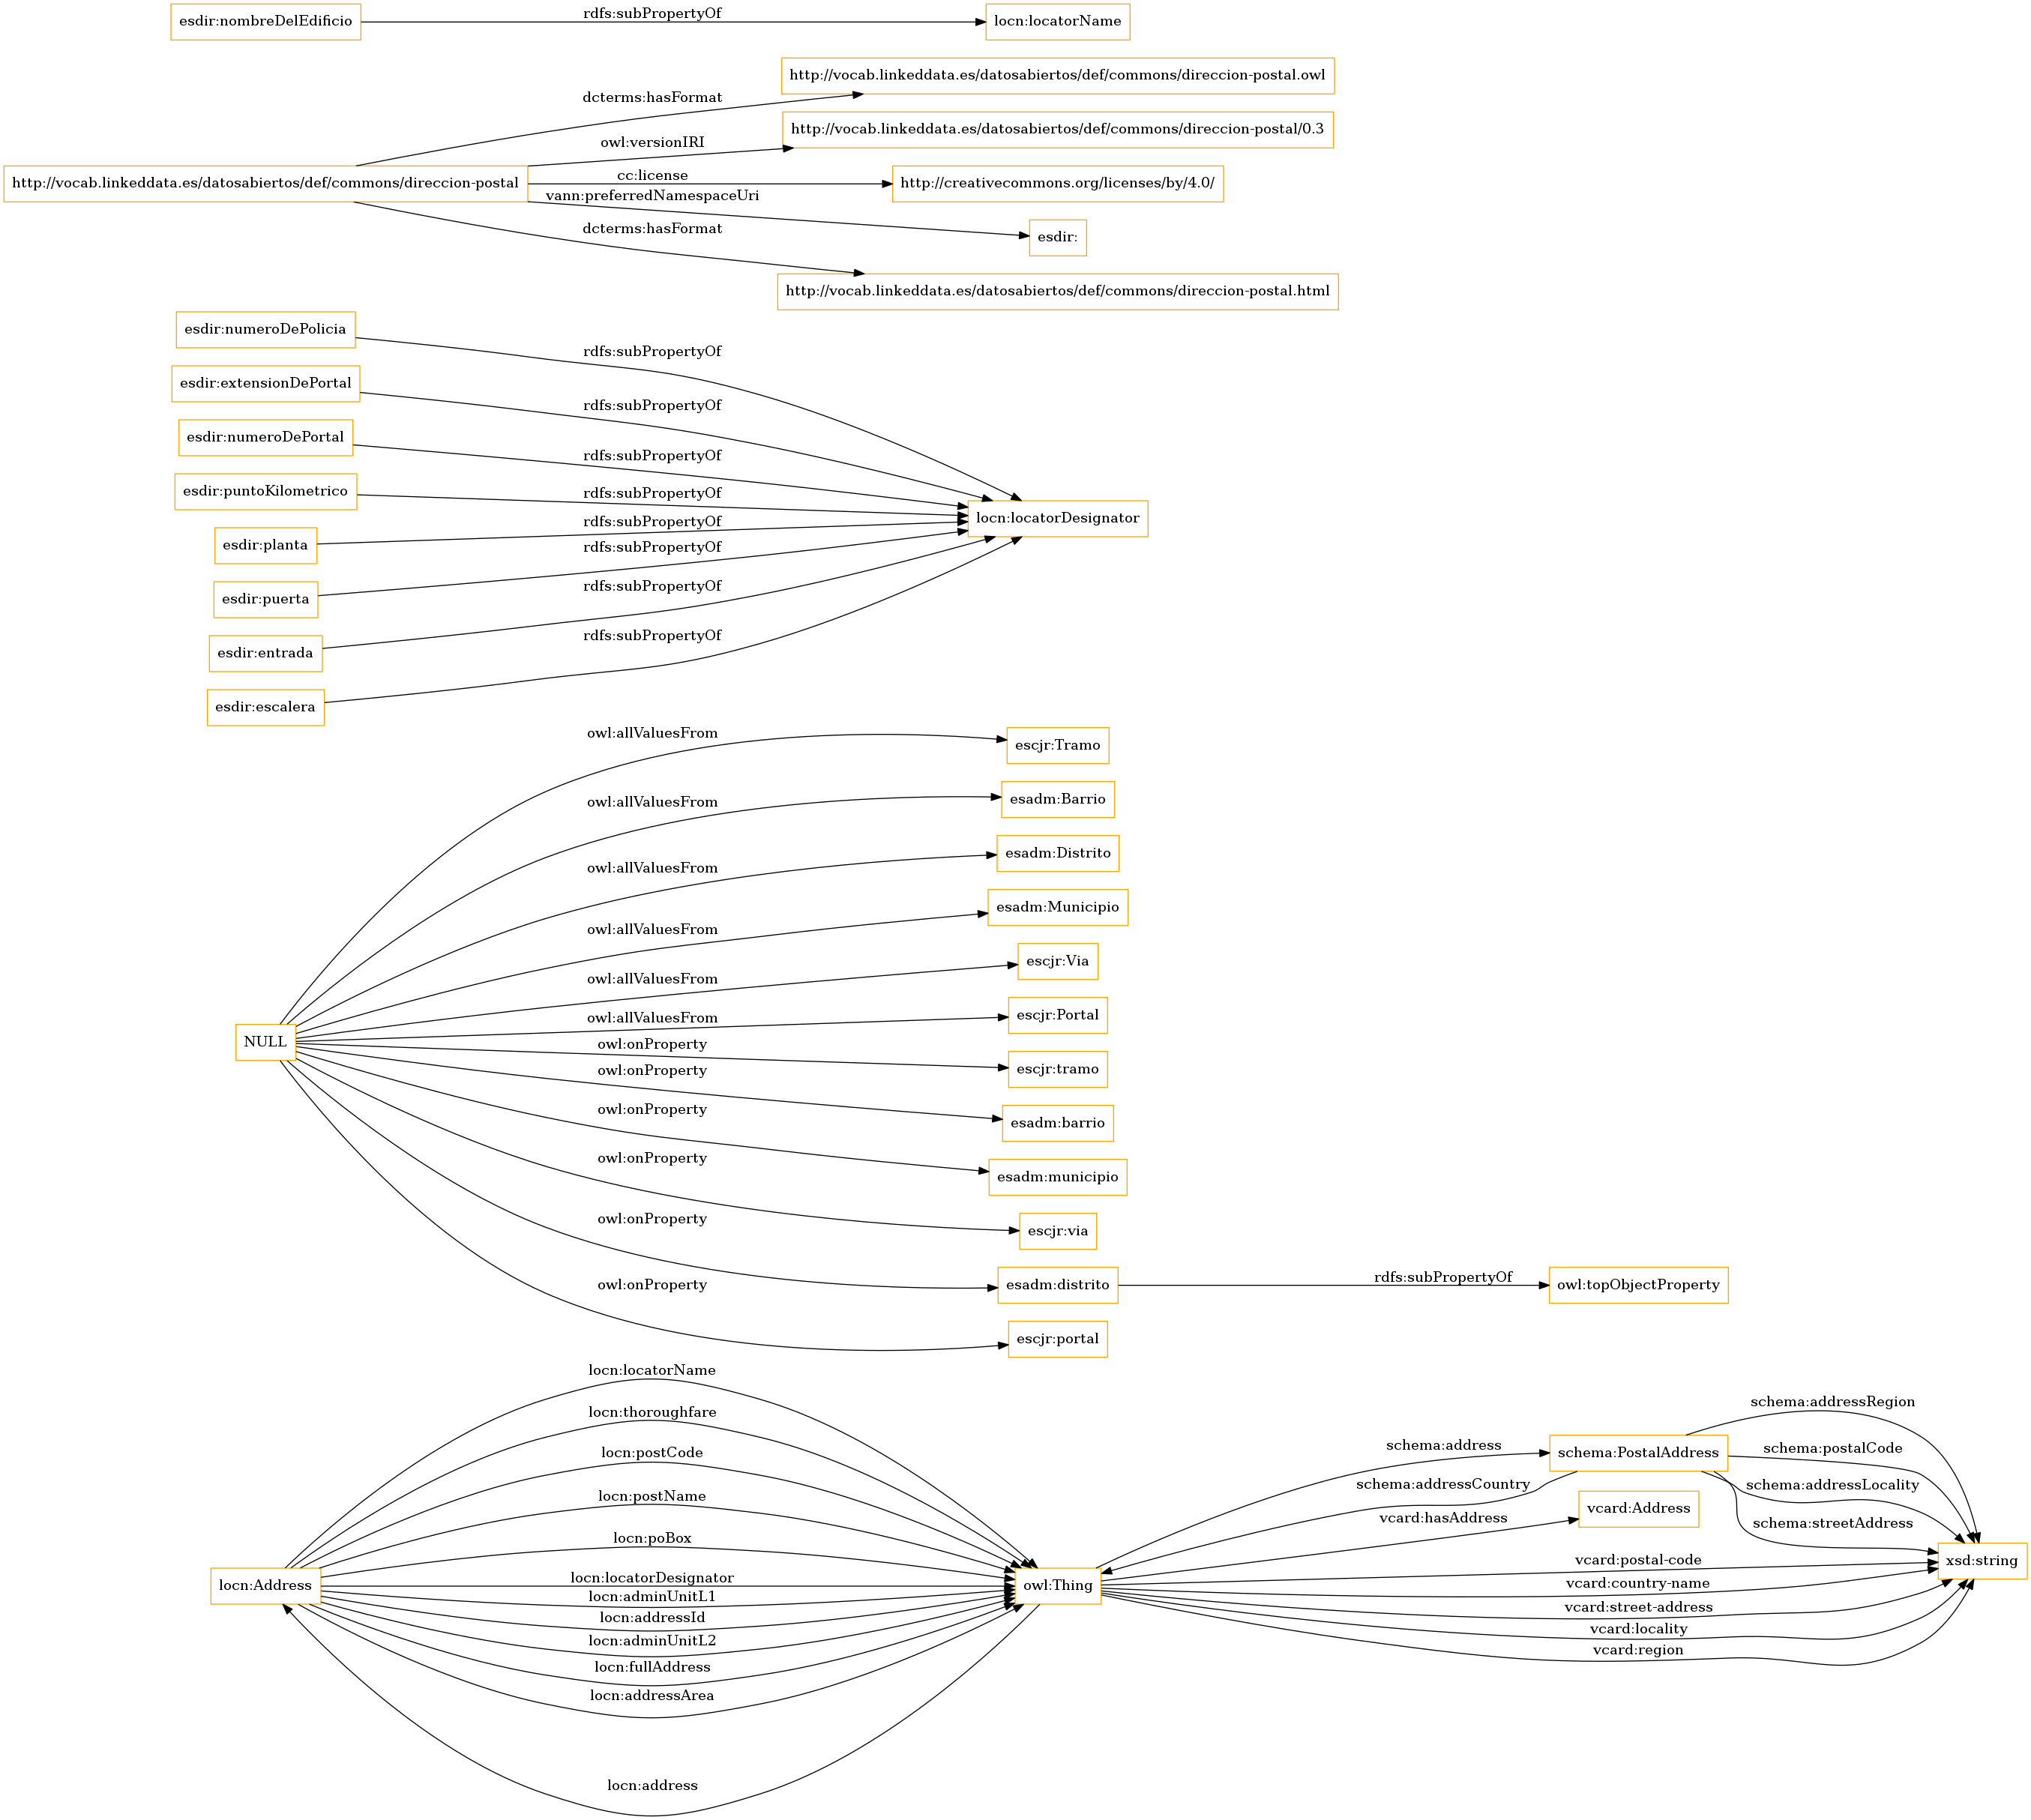 esdir:nombreDelEdificio
rdfs:subPropertyOf
locn:locatorName
http://vocab.linkeddata.es/datosabiertos/def/commons/direccion-postal.owl
dcterms:hasFormat
http://vocab.linkeddata.es/datosabiertos/def/commons/direccion-postal/0.3
owl:versionIRI
http://vocab.linkeddata.es/datosabiertos/def/commons/direccion-postal
cc:license
http://creativecommons.org/licenses/by/4.0/
vann:preferredNamespaceUri
esdir:
dcterms:hasFormat
http://vocab.linkeddata.es/datosabiertos/def/commons/direccion-postal.html
esdir:numeroDePolicia
rdfs:subPropertyOf
esdir:extensionDePortal
rdfs:subPropertyOf
esdir:numeroDePortal
rdfs:subPropertyOf
esdir:puntoKilometrico
rdfs:subPropertyOf
locn:locatorDesignator
esdir:planta
rdfs:subPropertyOf
rdfs:subPropertyOf
esdir:puerta
rdfs:subPropertyOf
esdir:entrada
rdfs:subPropertyOf
esdir:escalera
owl:allValuesFrom
escjr:Tramo
owl:allValuesFrom
esadm:Barrio
owl:allValuesFrom
esadm:Distrito
owl:allValuesFrom
esadm:Municipio
owl:allValuesFrom
escjr:Via
owl:allValuesFrom
escjr:Portal
NULL
owl:onProperty
escjr:tramo
owl:onProperty
esadm:barrio
owl:onProperty
esadm:municipio
owl:onProperty
escjr:via
owl:onProperty
esadm:distrito
rdfs:subPropertyOf
owl:topObjectProperty
owl:onProperty
escjr:portal
locn:locatorName
locn:thoroughfare
locn:postCode
locn:postName
locn:poBox
locn:Address
locn:locatorDesignator
locn:adminUnitL1
locn:addressId
locn:adminUnitL2
locn:fullAddress
locn:addressArea
locn:address
owl:Thing
schema:address
schema:addressCountry
vcard:hasAddress
schema:PostalAddress
vcard:Address
schema:addressRegion
schema:postalCode
schema:addressLocality
schema:streetAddress
vcard:postal-code
vcard:country-name
vcard:street-address
vcard:locality
vcard:region
xsd:string